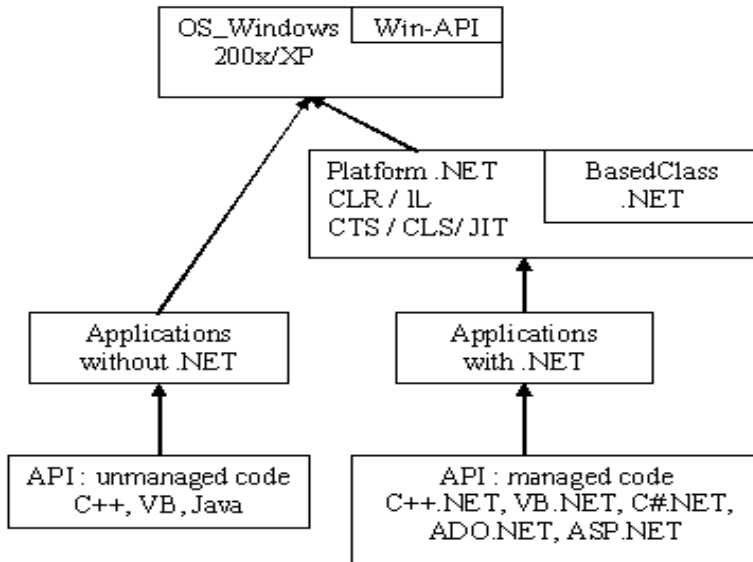 OS_Windows
200x/XP
Win-API
Platform .NET
CLR / IL
CTS / CLS/ JIT
BasedClass
.NET
Applications
without .NET
Applications
with .NET
API : unmanaged code
C++, VB, Java
API : managed code
C++.NET, VB.NET, C#.NET,
ADO.NET, ASP.NET